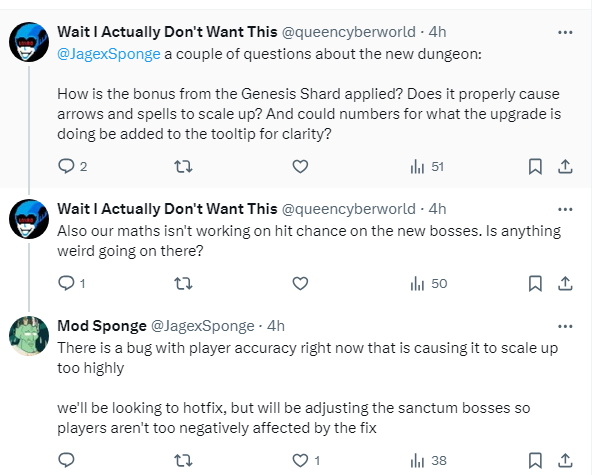 Wait I Actually Don't Want This @queencyberworld · 4h
@JagexSponge a couple of questions about the new dungeon:
How is the bonus from the Genesis Shard applied? Does it properly cause
arrows and spells to scale up? And could numbers for what the upgrade is
doing be added to the tooltip for clarity?
2 51
Wait I Actually Don't Want This @queencyberworld · 4h
Also our maths isn't working on hit chance on the new bosses. Is anything
weird going on there?
1 50
Mod Sponge @JagexSponge · 4h
There is a bug with player accuracy right now that is causing it to scale up
too highly
we'll be looking to hotfix, but will be adjusting the sanctum bosses so
players aren't too negatively affected by the fix
1 38